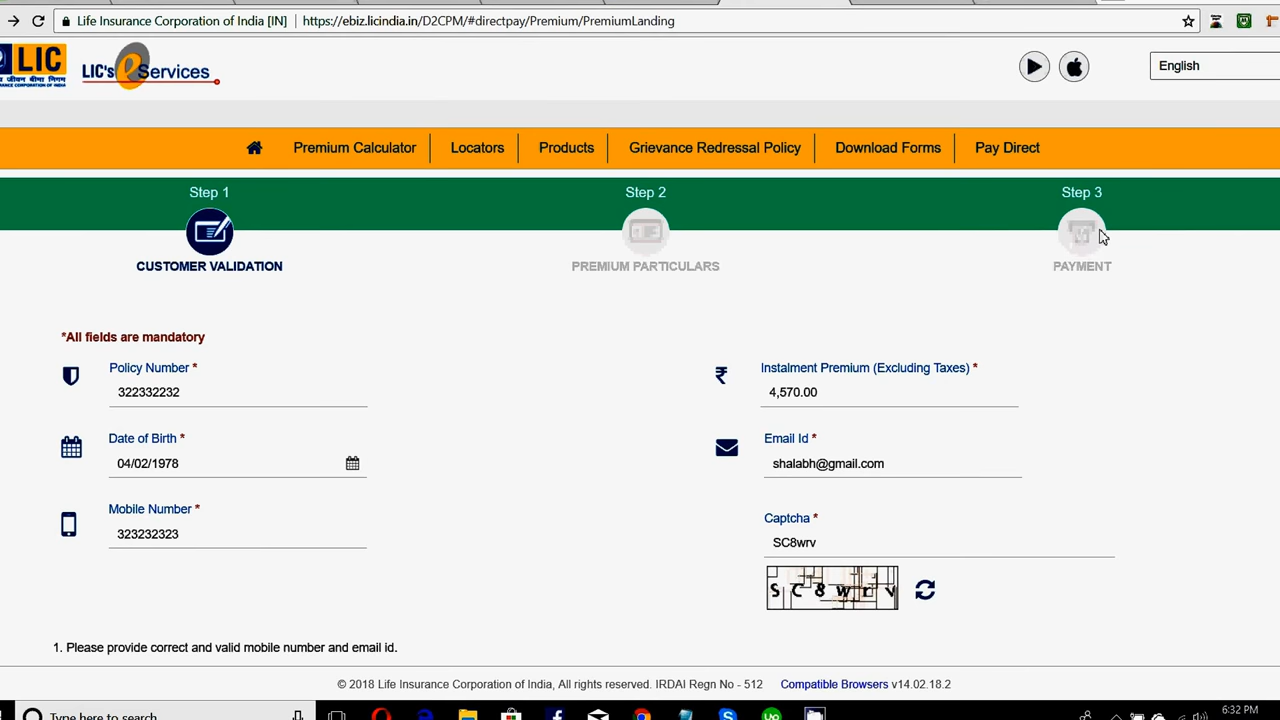 Life Insurance Corporation of India [IN] https://ebiz.licindia.in/D2CPM/#directpay/Premium/PremiumLanding
LIC
भारतीय जीवन बीमा निगम
LIC's eServices
English
Premium Calculator Locators Products Grievance Redressal Policy Download Forms Pay Direct
Step 1 Step 2 Step 3
CUSTOMER VALIDATION PREMIUM PARTICULARS PAYMENT
*All fields are mandatory
Policy Number * Instalment Premium (Excluding Taxes) *
322332232 4,570.00
Date of Birth * Email Id *
04/02/1978 shalabh@gmail.com
Mobile Number * Captcha *
323232323 SC8wrv
S C 8 w r v
1. Please provide correct and valid mobile number and email id.
© 2018 Life Insurance Corporation of India, All rights reserved. IRDAI Regn No - 512 Compatible Browsers v14.02.18.2
Type here to search 6:32 PM